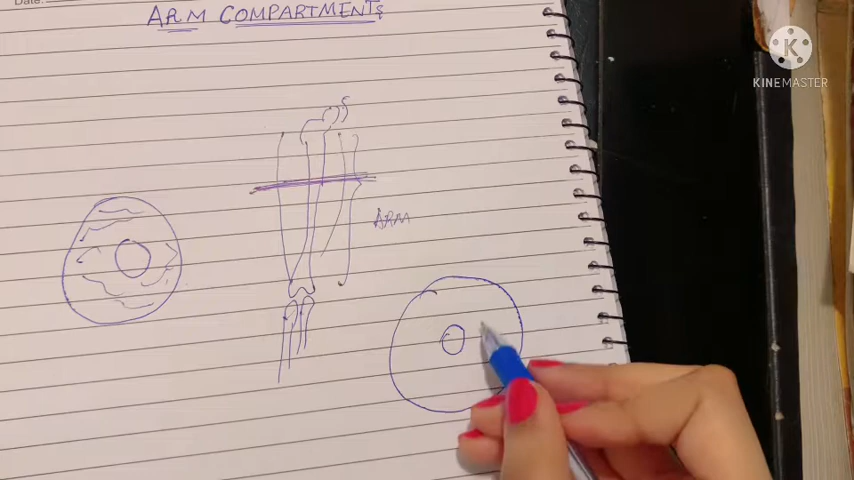 Date:
ARM COMPARTMENTS
K
KINEMASTER
ARM